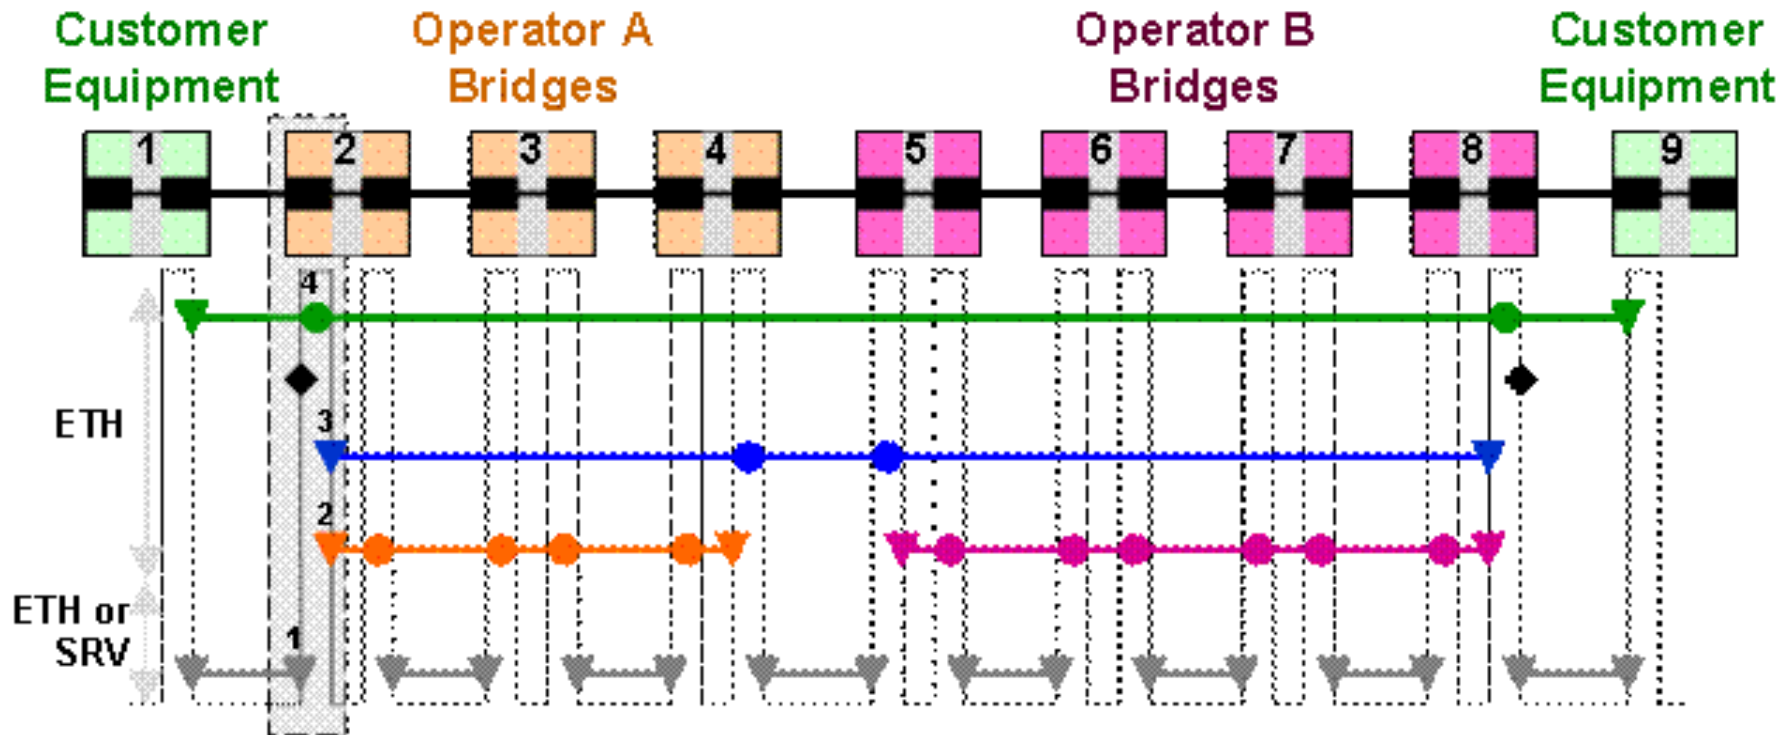 Customer
Equipment
Operator A
Bridges
Operator B
Bridges
Customer
Equipment
1 2 3 4 5 6 7 8 9
4
ETH
3
2
ETH or
SRV
1